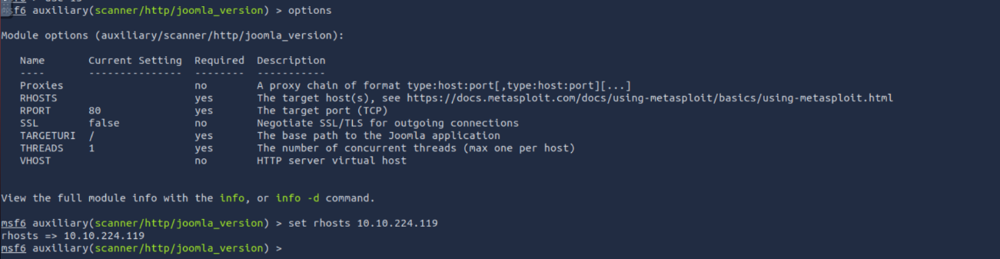 msf6 auxiliary(scanner/http/joomla_version) > options
Module options (auxiliary/scanner/http/joomla_version):
Name Current Setting Required Description
---- --------------- -------- -----------
Proxies no A proxy chain of format type:host:port[,type:host:port][...]
RHOSTS yes The target host(s), see https://docs.metasploit.com/docs/using-metasploit/basics/using-metasploit.html
RPORT 80 yes The target port (TCP)
SSL false no Negotiate SSL/TLS for outgoing connections
TARGETURI / yes The base path to the Joomla application
THREADS 1 yes The number of concurrent threads (max one per host)
VHOST no HTTP server virtual host
View the full module info with the info, or info -d command.
msf6 auxiliary(scanner/http/joomla_version) > set rhosts 10.10.224.119
rhosts => 10.10.224.119
msf6 auxiliary(scanner/http/joomla_version) >